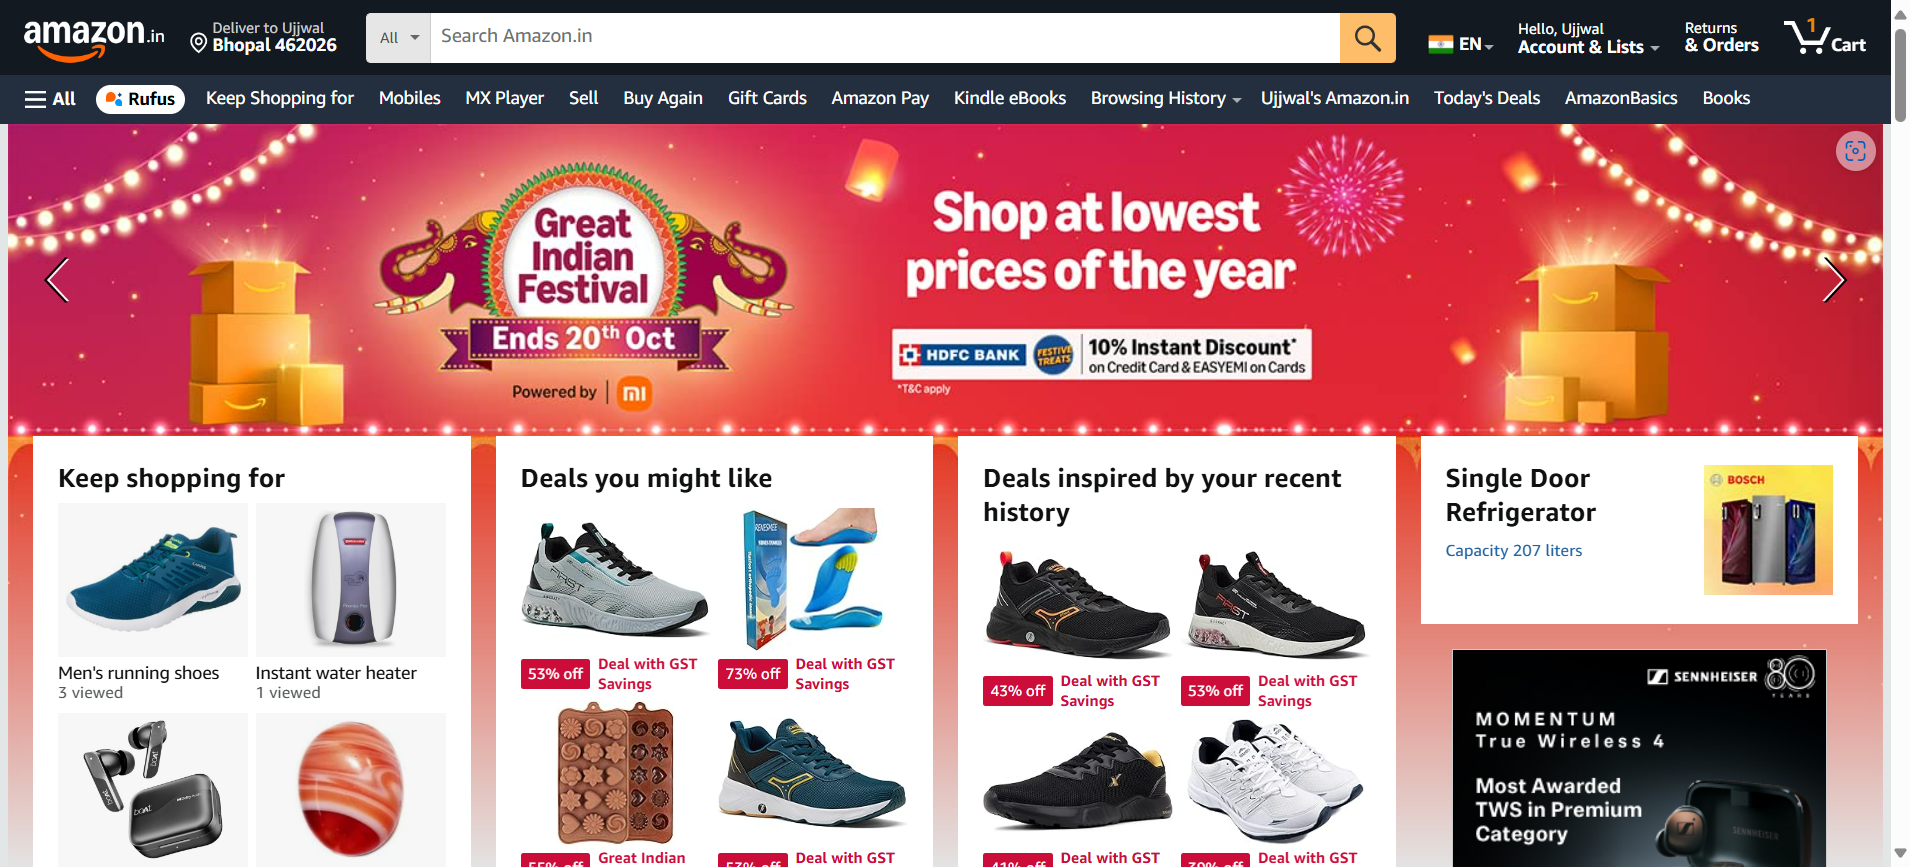 amazon.in
Deliver to Ujjwal
Bhopal 462026
All
Search Amazon.in
EN
Hello, Ujjwal
Account & Lists
Returns
& Orders
1
Cart
All
Rufus
Keep Shopping for
Mobiles
MX Player
Sell
Buy Again
Gift Cards
Amazon Pay
Kindle eBooks
Browsing History
Ujjwal's Amazon.in
Today's Deals
AmazonBasics
Books
Great
Indian
Festival
Ends 20th Oct
Powered by
mi
Shop at lowest
prices of the year
HDFC BANK
FESTIVE
TREATS
10% Instant Discount*
on Credit Card & EASYEMI on Cards
*T&C apply
Keep shopping for
Men's running shoes
3 viewed
Instant water heater
1 viewed
boAt
Deals you might like
FIRST
53% off
Deal with GST
Savings
73% off
Deal with GST
Savings
55% off
Great Indian
53% off
Deal with GST
Deals inspired by your recent
history
FIRST
43% off
Deal with GST
Savings
53% off
Deal with GST
Savings
41% off
Deal with GST
39% off
Deal with GST
Single Door
Refrigerator
Capacity 207 liters
BOSCH
SENNHEISER
80
YEARS
MOMENTUM
True Wireless 4
Most Awarded
TWS in Premium
Category
SENNHEISER